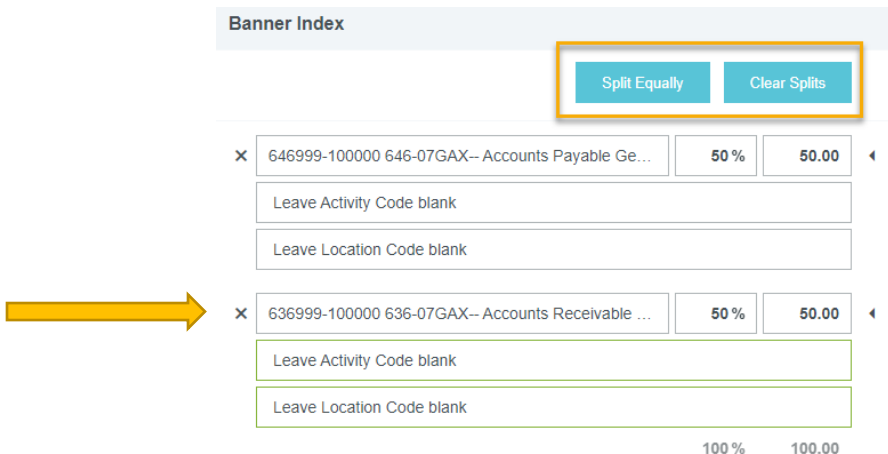 Banner Index
Split Equally Clear Splits
× 646999-100000 646-07GAX-- Accounts Payable Ge... 50 % 50.00
Leave Activity Code blank
Leave Location Code blank
× 636999-100000 636-07GAX-- Accounts Receivable ... 50 % 50.00
Leave Activity Code blank
Leave Location Code blank
100 % 100.00